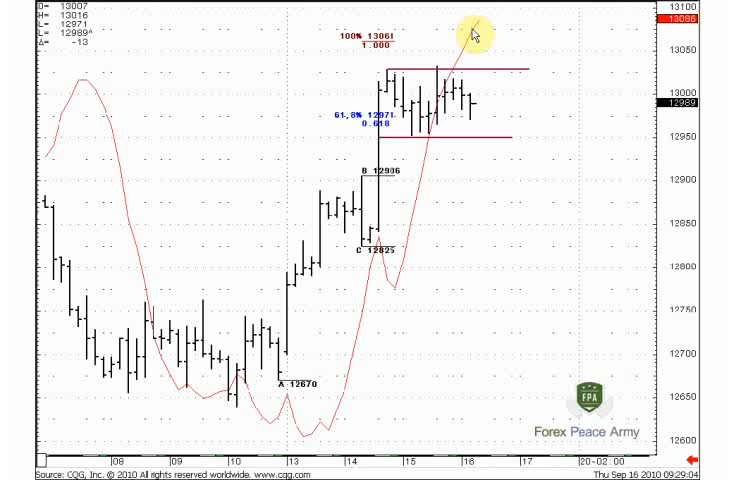 O= 13007
H= 13016
L= 12971
L= 12989^
Δ= -13
13100
13086
13050
13000
12989
12950
12900
12850
12800
12750
12700
12650
12600
100% 13061
1.000
61,8% 12971
0.618
B 12906
C 12825
A 12670
FPA
Forex Peace Army
08 09 10 13 14 15 16 17 20-02:00
Source: CQG, Inc. © 2010 All rights reserved worldwide. www.cqg.com
Thu Sep 16 2010 09:29:04